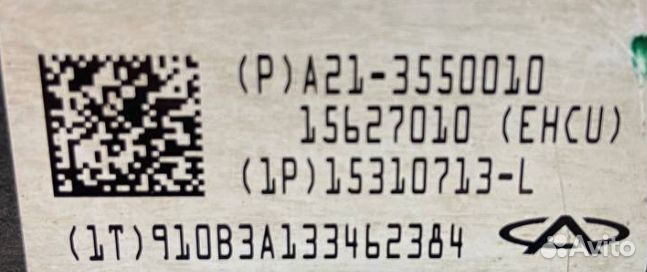 (P)A21-3550010
15627010 (EHCU)
(1P)15310713-L
(1T)910B3A133462384
Avito